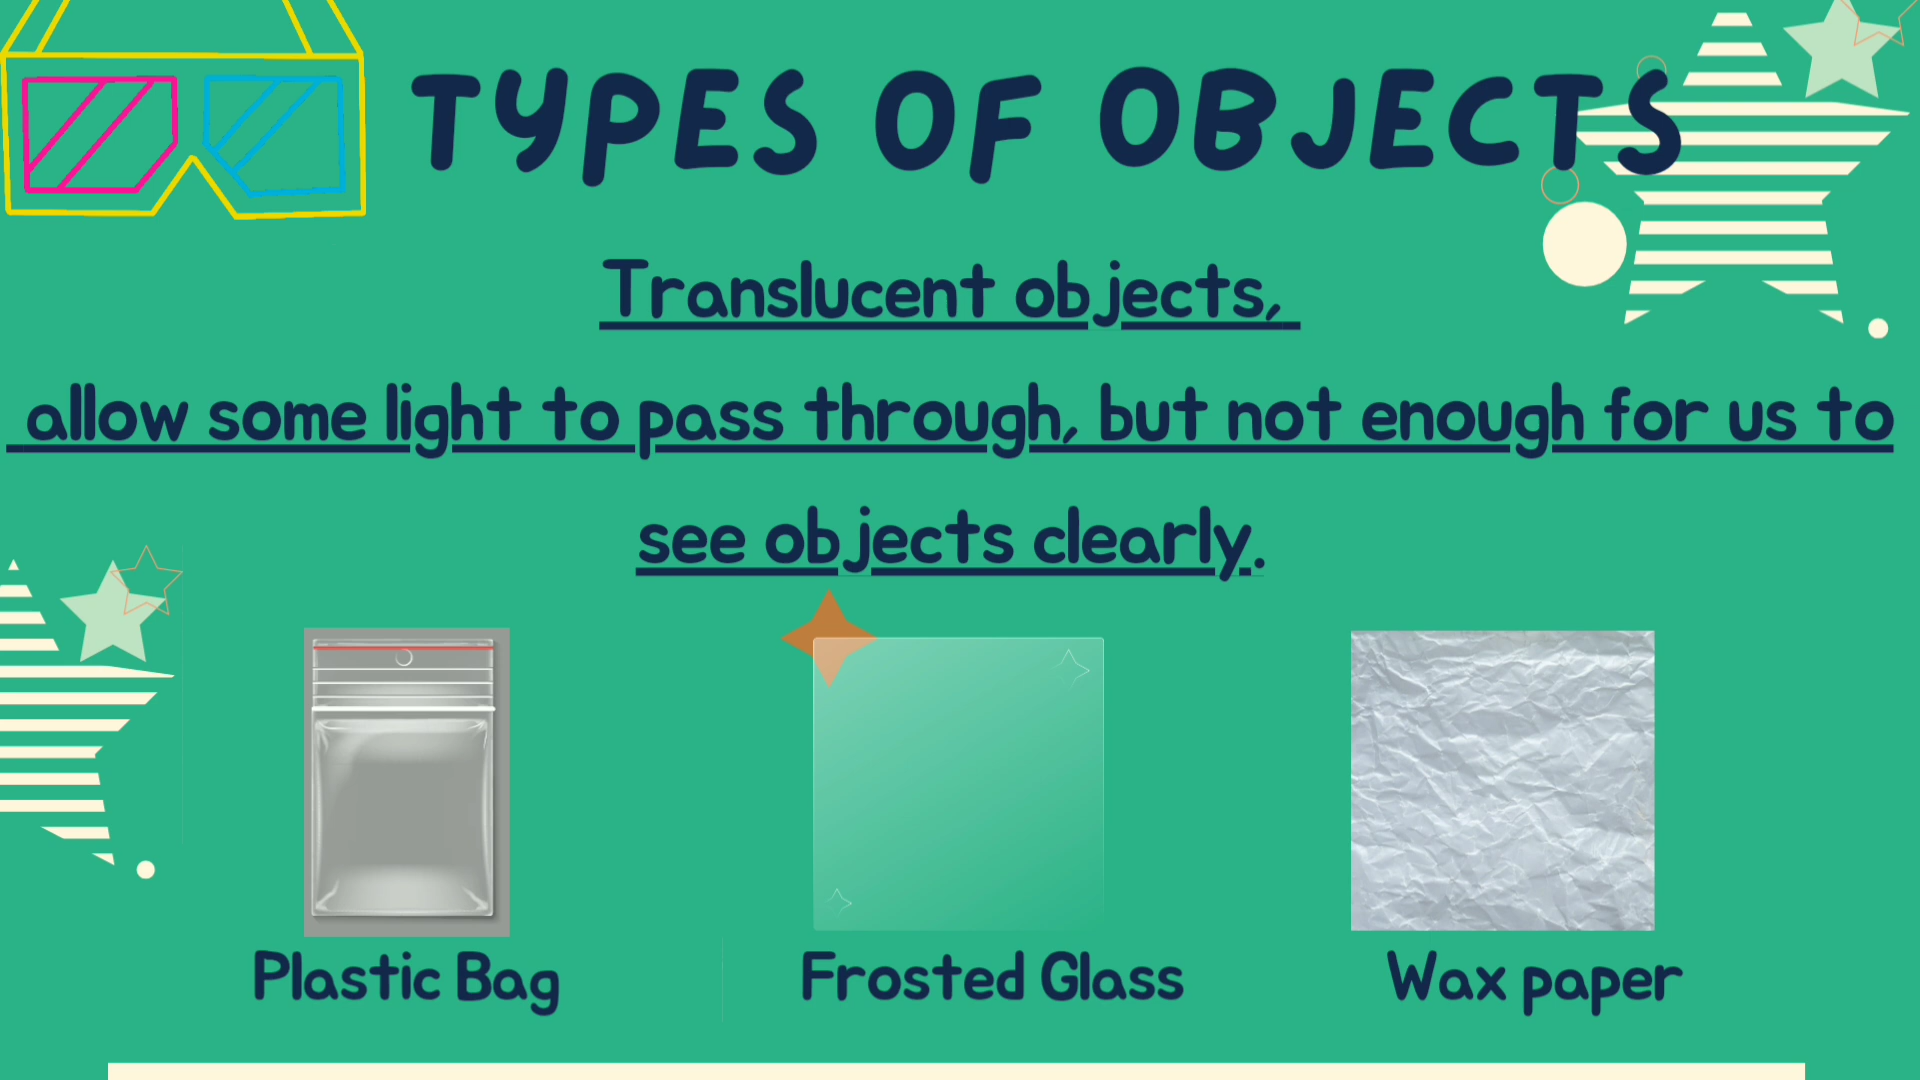 TYPES OF OBJECTS
Translucent objects,
allow some light to pass through, but not enough for us to
see objects clearly.
Plastic Bag
Frosted Glass
Wax paper